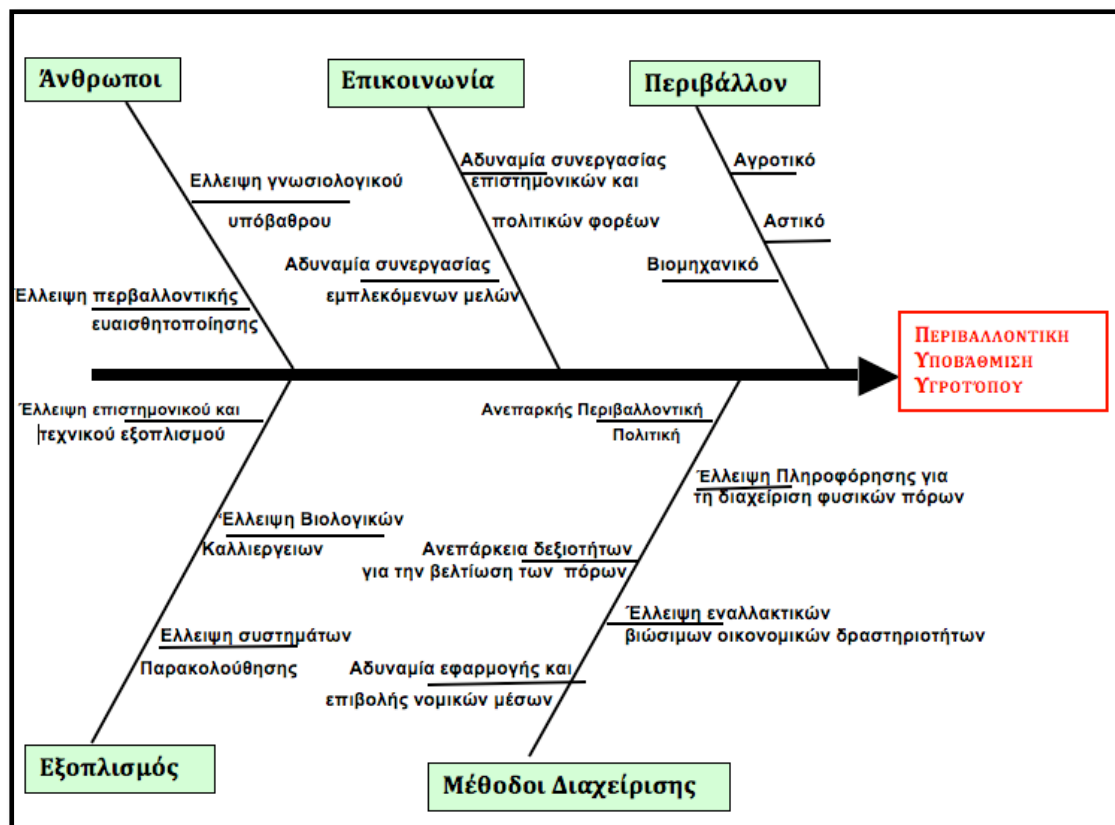 Άνθρωποι
Επικοινωνία
Περιβάλλον
Ελλειψη γνωσιολογικού
υπόβαθρου
Έλλειψη περβαλλοντικής
ευαισθητοποίησης
Αδυναμία συνεργασίας
επιστημονικών και
πολιτικών φορέων
Αδυναμία συνεργασίας
εμπλεκόμενων μελών
Αγροτικό
Αστικό
Βιομηχανικό
ΠΕΡΙΒΑΛΛΟΝΤΙΚΗ
ΥΠΟΒΆΘΜΙΣΗ
ΥΓΡΟΤΌΠΟΥ
Έλλειψη επιστημονικού και
τεχνικού εξοπλισμού
Έλλειψη Βιολογικών
Καλλιεργειων
Ελλειψη συστημάτων
Παρακολούθησης
Ανεπαρκής Περιβαλλοντική
Πολιτική
Έλλειψη Πληροφόρησης για
τη διαχείριση φυσικών πόρων
Ανεπάρκεια δεξιοτήτων
για την βελτίωση των πόρων
Έλλειψη εναλλακτικών
βιώσιμων οικονομικών δραστηριοτήτων
Αδυναμία εφαρμογής και
επιβολής νομικών μέσων
Εξοπλισμός
Μέθοδοι Διαχείρισης